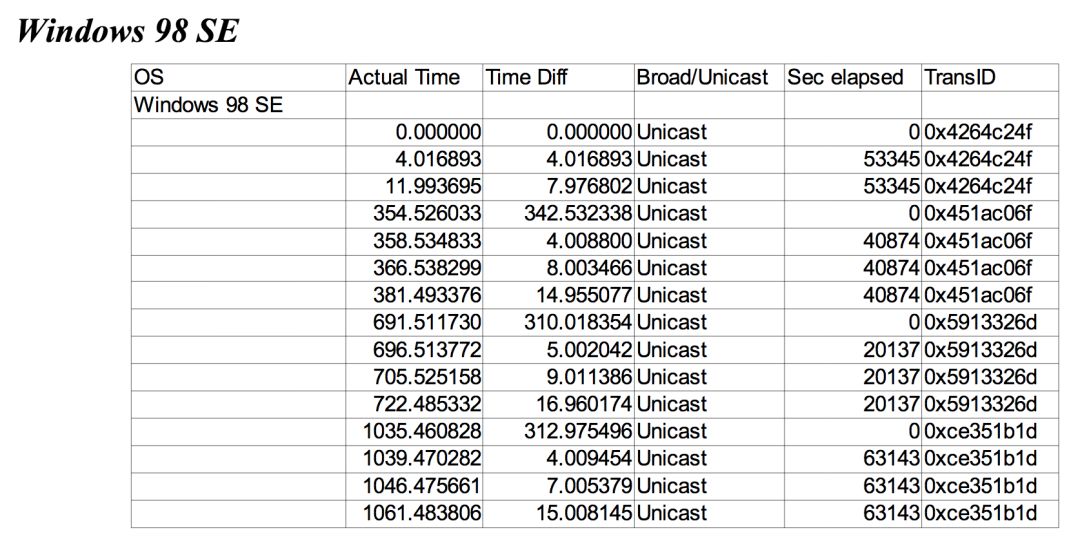 Windows 98 SE
OS Actual Time Time Diff Broad/Unicast Sec elapsed TransID
Windows 98 SE
0.000000 0.000000 Unicast 0 0x4264c24f
4.016893 4.016893 Unicast 53345 0x4264c24f
11.993695 7.976802 Unicast 53345 0x4264c24f
354.526033 342.532338 Unicast 0 0x451ac06f
358.534833 4.008800 Unicast 40874 0x451ac06f
366.538299 8.003466 Unicast 40874 0x451ac06f
381.493376 14.955077 Unicast 40874 0x451ac06f
691.511730 310.018354 Unicast 0 0x5913326d
696.513772 5.002042 Unicast 20137 0x5913326d
705.525158 9.011386 Unicast 20137 0x5913326d
722.485332 16.960174 Unicast 20137 0x5913326d
1035.460828 312.975496 Unicast 0 0xce351b1d
1039.470282 4.009454 Unicast 63143 0xce351b1d
1046.475661 7.005379 Unicast 63143 0xce351b1d
1061.483806 15.008145 Unicast 63143 0xce351b1d